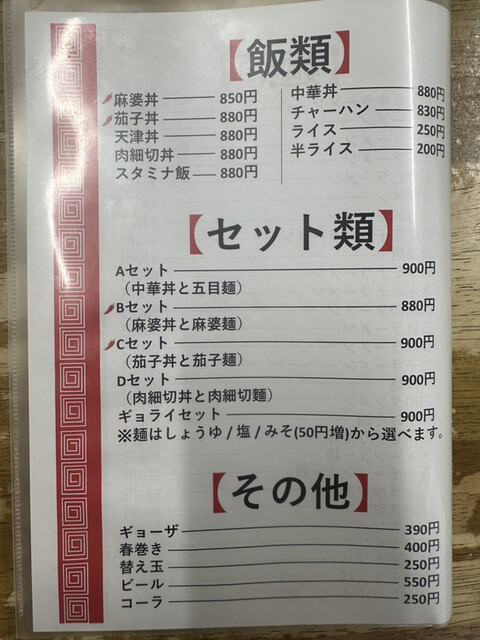 【飯類】
麻婆丼 850円
茄子丼 880円
天津丼 880円
肉細切丼 880円
スタミナ飯 880円
中華丼 880円
チャーハン 830円
ライス 250円
半ライス 200円
【セット類】
Aセット 900円
（中華丼と五目麺）
Bセット 880円
（麻婆丼と麻婆麺）
Cセット 900円
（茄子丼と茄子麺）
Dセット 900円
（肉細切丼と肉細切麺）
ギョライセット 900円
※麺はしょうゆ / 塩 / みそ(50円増)から選べます。
【その他】
ギョーザ 390円
春巻き 400円
替え玉 250円
ビール 550円
コーラ 250円